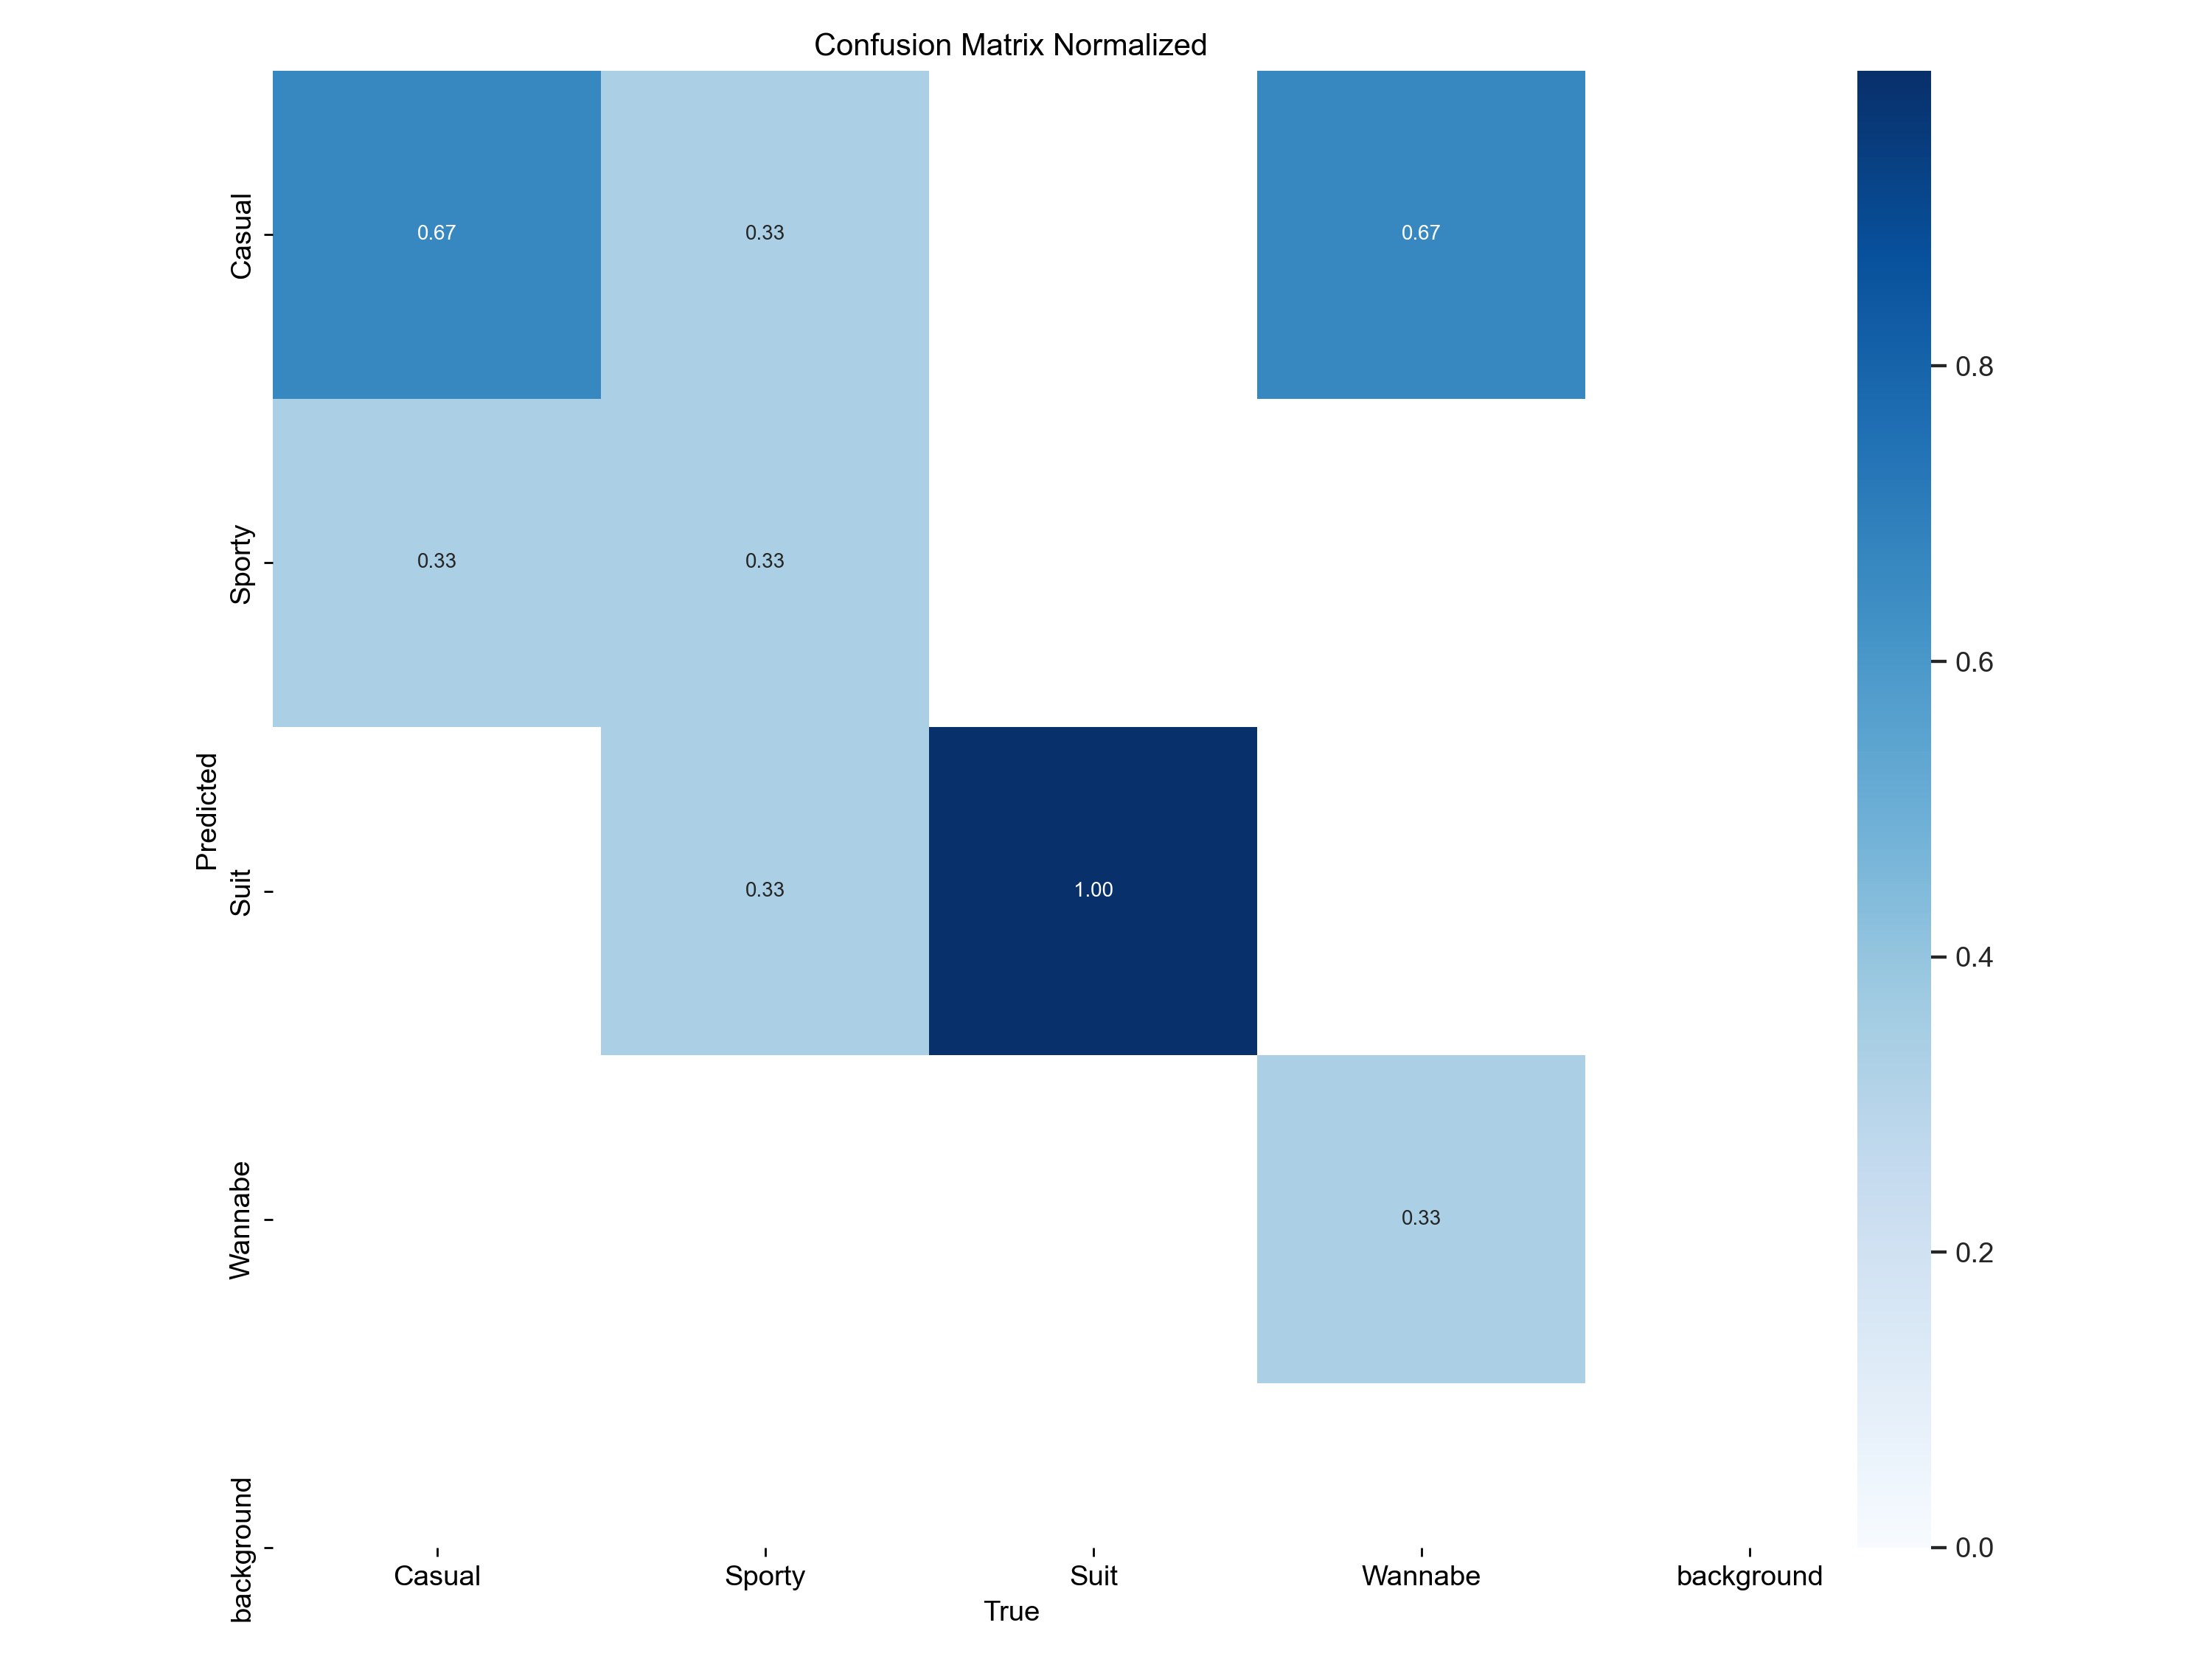 Confusion Matrix Normalized
Casual
0.67
0.33
0.67
0.8
Sporty
0.33
0.33
0.6
Predicted
Suit
0.33
1.00
0.4
Wannabe
0.33
0.2
background
0.0
Casual
Sporty
Suit
Wannabe
background
True